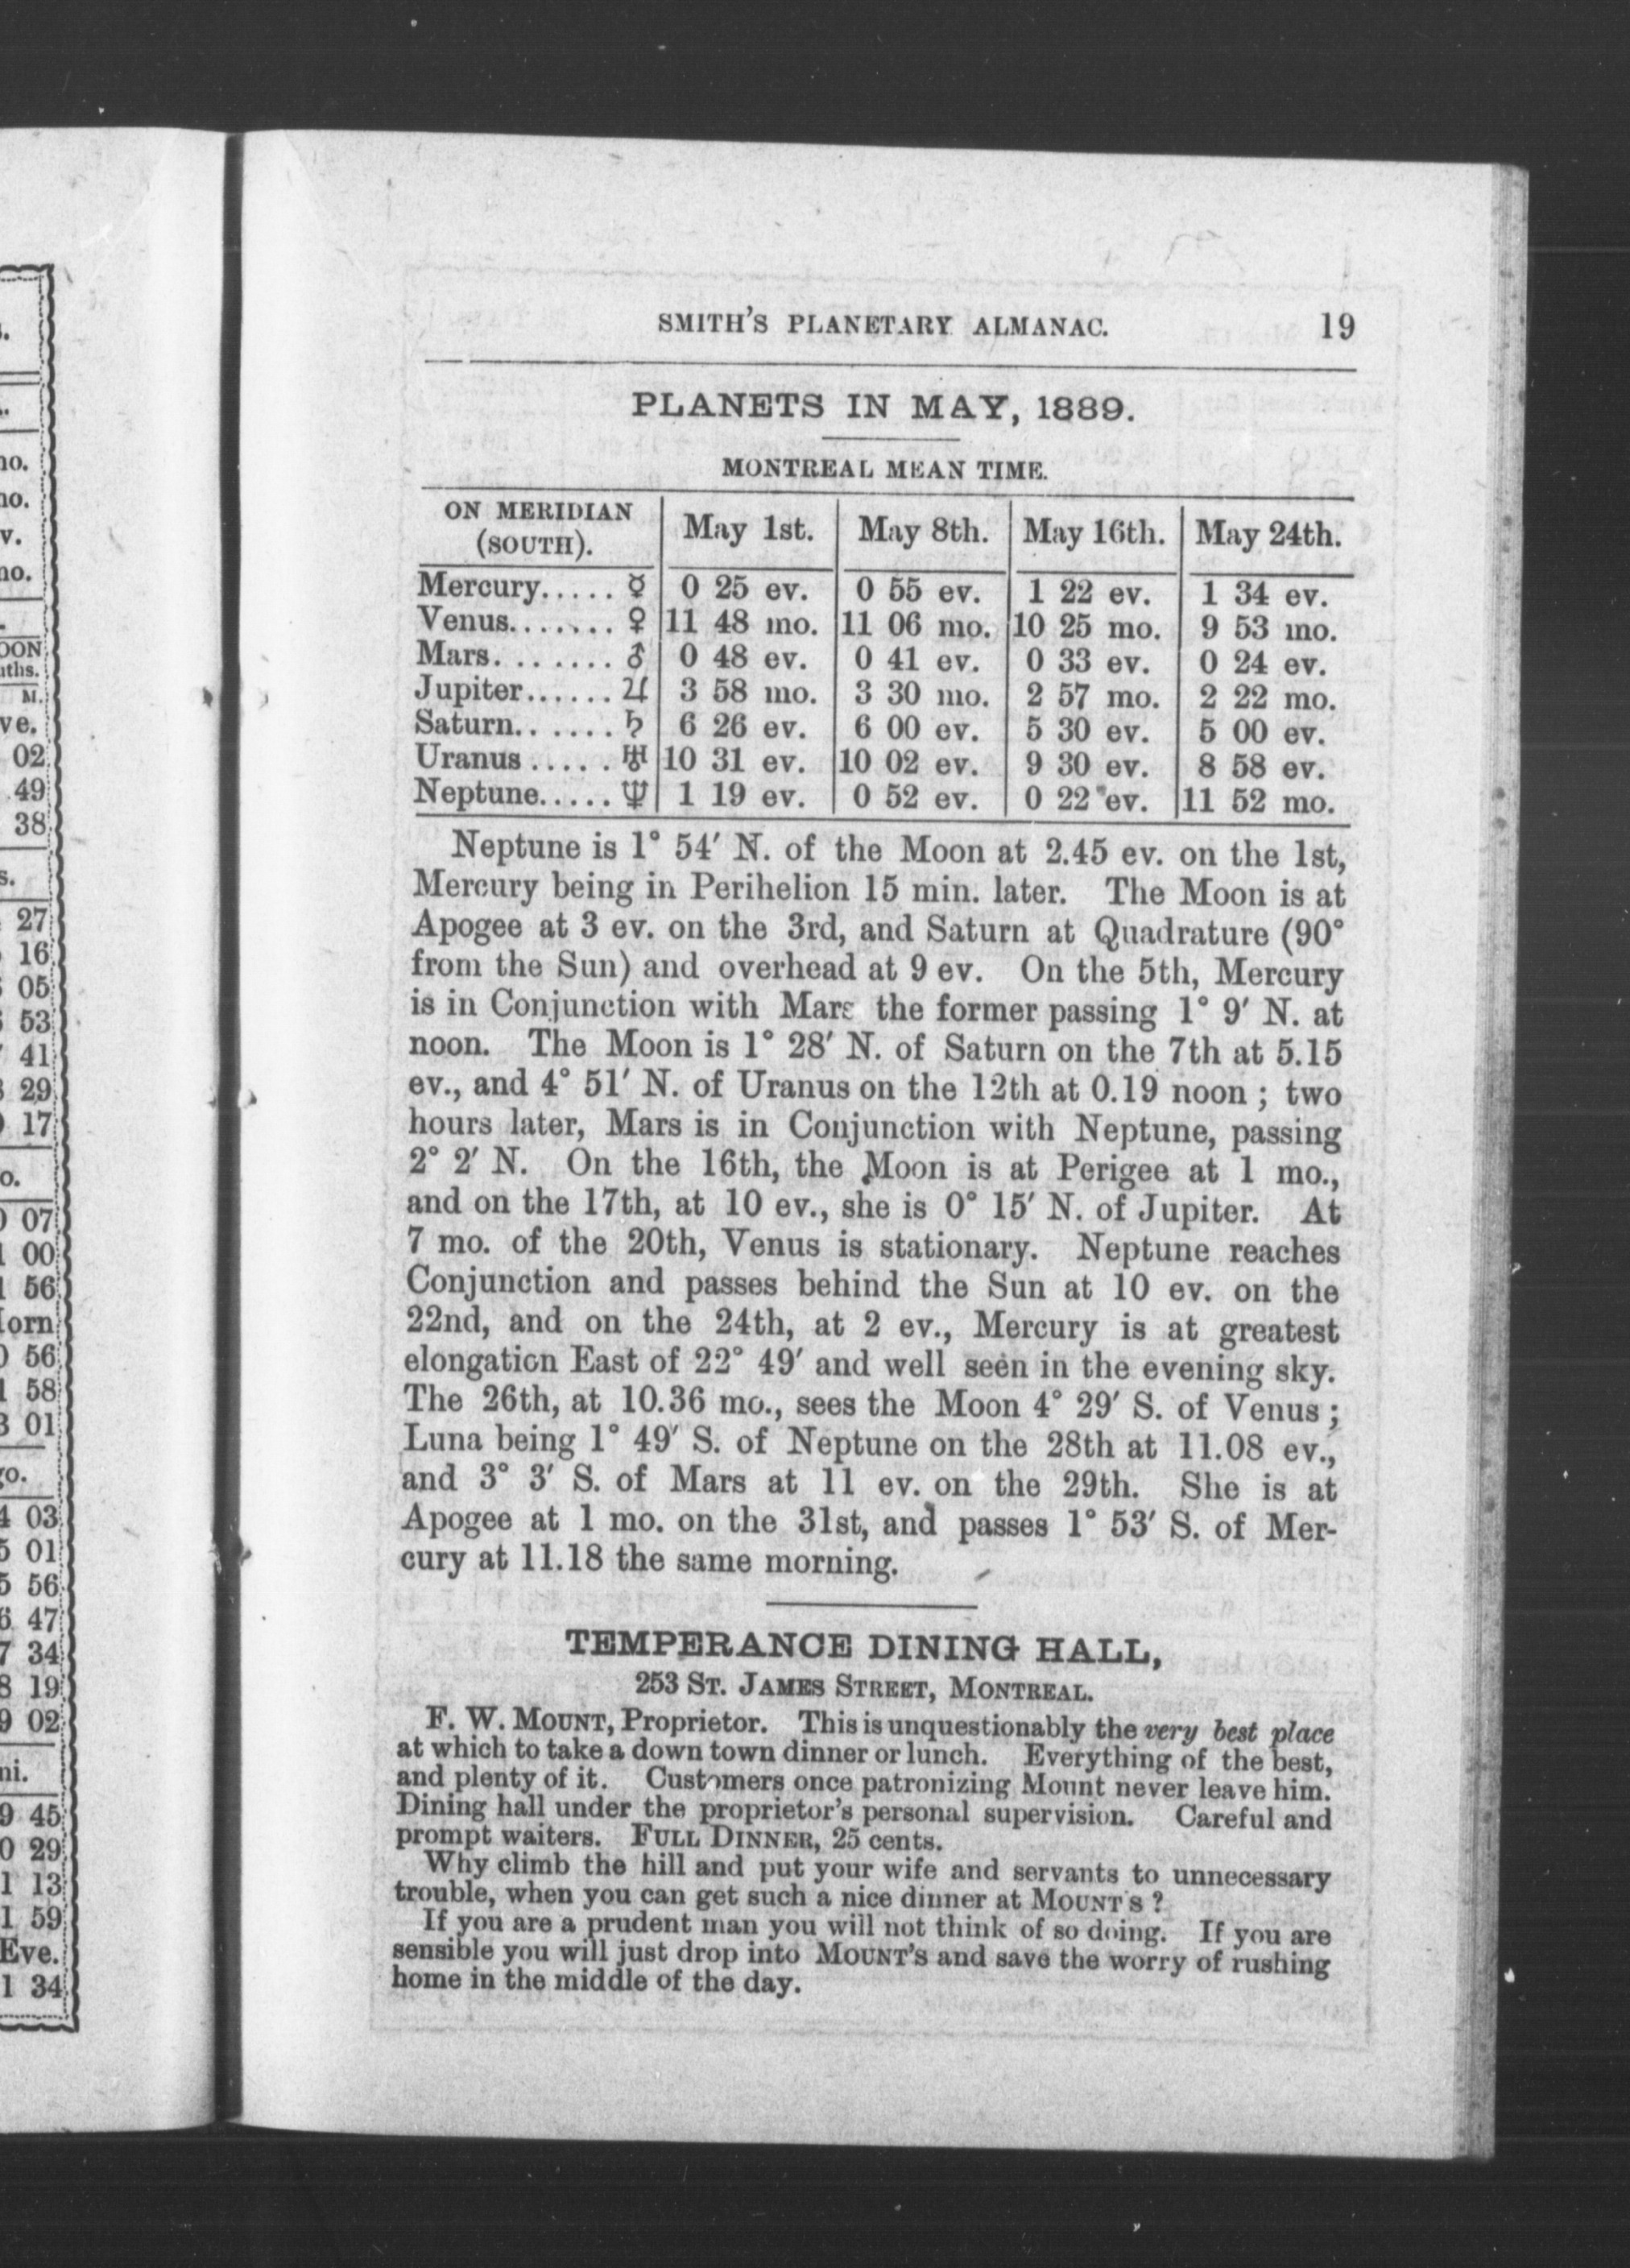 SMITH'S PLANETARY ALMANAC. 19
PLANETS IN MAY, 1889.
MONTREAL MEAN TIME.
ON MERIDIAN (SOUTH). May 1st. May 8th. May 16th. May 24th.
Mercury..... ☿ 0 25 ev. 0 55 ev. 1 22 ev. 1 34 ev.
Venus....... ♀ 11 48 mo. 11 06 mo. 10 25 mo. 9 53 mo.
Mars........ ♂ 0 48 ev. 0 41 ev. 0 33 ev. 0 24 ev.
Jupiter...... ♃ 3 58 mo. 3 30 mo. 2 57 mo. 2 22 mo.
Saturn....... ♄ 6 26 ev. 6 00 ev. 5 30 ev. 5 00 ev.
Uranus ..... ♅ 10 31 ev. 10 02 ev. 9 30 ev. 8 58 ev.
Neptune..... ♆ 1 19 ev. 0 52 ev. 0 22 ev. 11 52 mo.
Neptune is 1° 54′ N. of the Moon at 2.45 ev. on the 1st,
Mercury being in Perihelion 15 min. later. The Moon is at
Apogee at 3 ev. on the 3rd, and Saturn at Quadrature (90°
from the Sun) and overhead at 9 ev. On the 5th, Mercury
is in Conjunction with Mars the former passing 1° 9′ N. at
noon. The Moon is 1° 28′ N. of Saturn on the 7th at 5.15
ev., and 4° 51′ N. of Uranus on the 12th at 0.19 noon ; two
hours later, Mars is in Conjunction with Neptune, passing
2° 2′ N. On the 16th, the Moon is at Perigee at 1 mo.,
and on the 17th, at 10 ev., she is 0° 15′ N. of Jupiter. At
7 mo. of the 20th, Venus is stationary. Neptune reaches
Conjunction and passes behind the Sun at 10 ev. on the
22nd, and on the 24th, at 2 ev., Mercury is at greatest
elongation East of 22° 49′ and well seen in the evening sky.
The 26th, at 10.36 mo., sees the Moon 4° 29′ S. of Venus ;
Luna being 1° 49′ S. of Neptune on the 28th at 11.08 ev.,
and 3° 3′ S. of Mars at 11 ev. on the 29th. She is at
Apogee at 1 mo. on the 31st, and passes 1° 53′ S. of Mer-
cury at 11.18 the same morning.
TEMPERANCE DINING HALL,
253 ST. JAMES STREET, MONTREAL.
F. W. MOUNT, Proprietor. This is unquestionably the very best place
at which to take a down town dinner or lunch. Everything of the best,
and plenty of it. Customers once patronizing Mount never leave him.
Dining hall under the proprietor's personal supervision. Careful and
prompt waiters. FULL DINNER, 25 cents.
Why climb the hill and put your wife and servants to unnecessary
trouble, when you can get such a nice dinner at MOUNT'S ?
If you are a prudent man you will not think of so doing. If you are
sensible you will just drop into MOUNT'S and save the worry of rushing
home in the middle of the day.